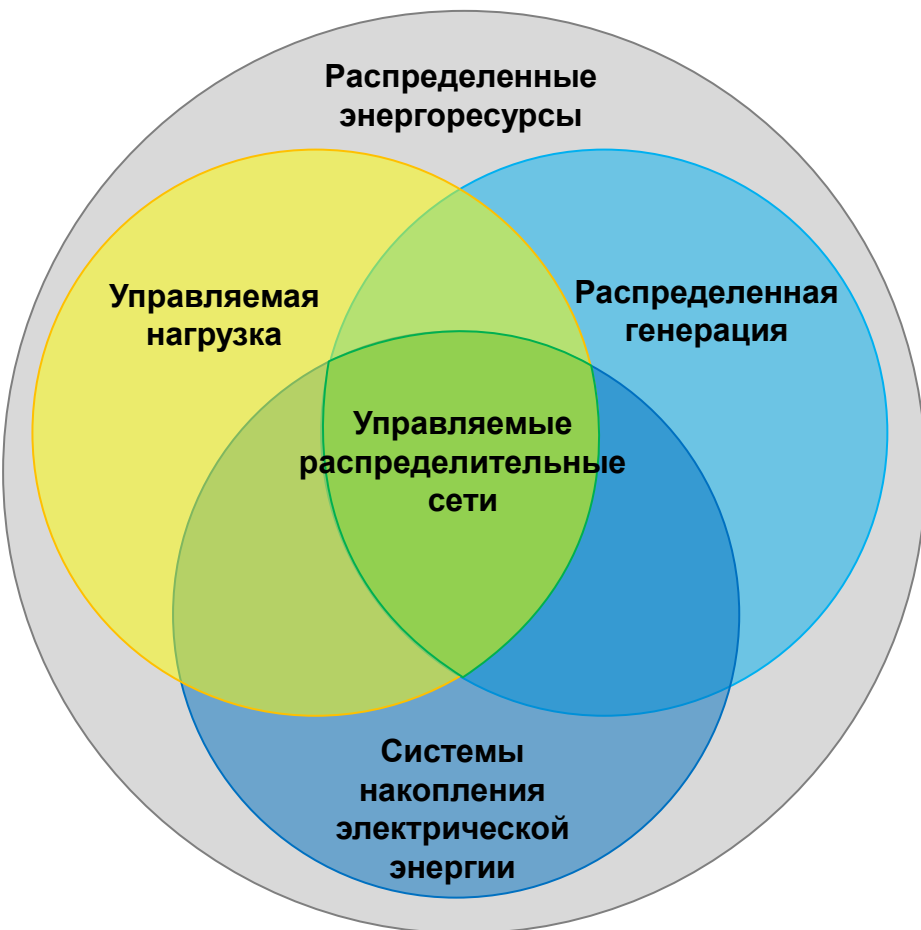 Распределенные
энергоресурсы
Управляемая
нагрузка
Распределенная
генерация
Управляемые
распределительные
сети
Системы
накопления
электрической
энергии